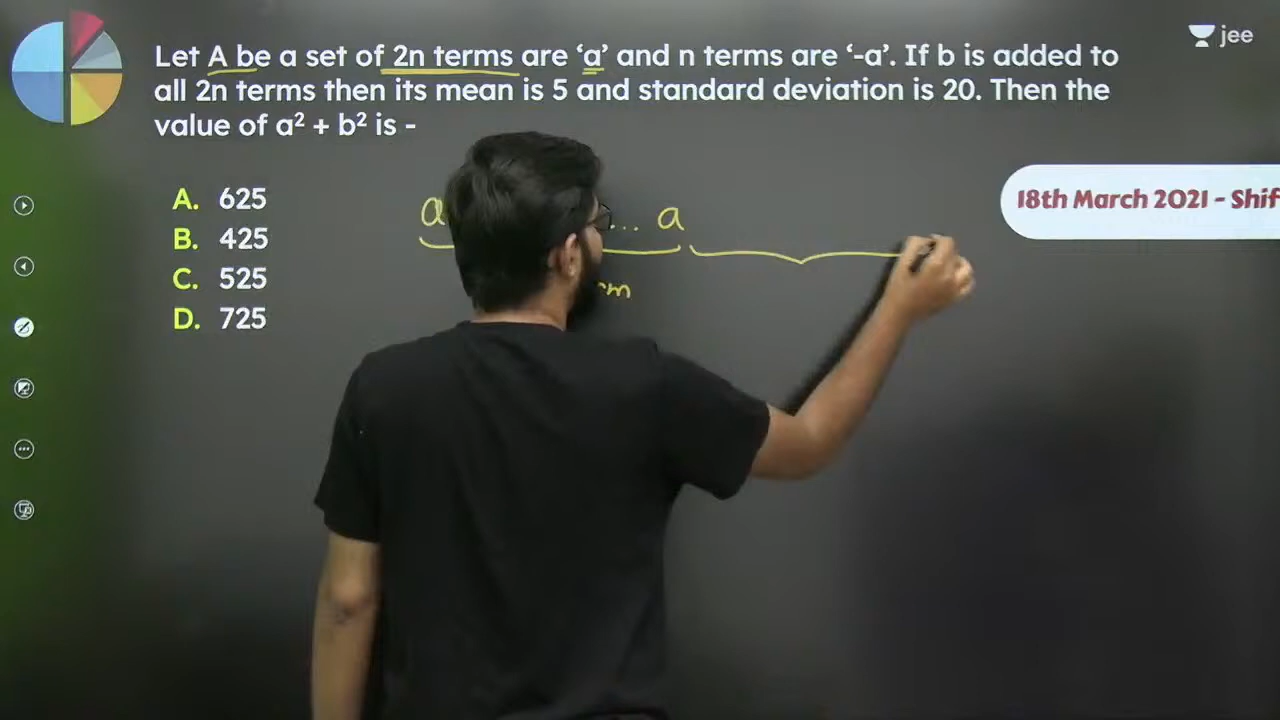 jee
Let A be a set of 2n terms are ‘a’ and n terms are ‘-a’. If b is added to
all 2n terms then its mean is 5 and standard deviation is 20. Then the
value of a² + b² is -
18th March 2021 - Shif
A. 625
B. 425
C. 525
D. 725
a ... a